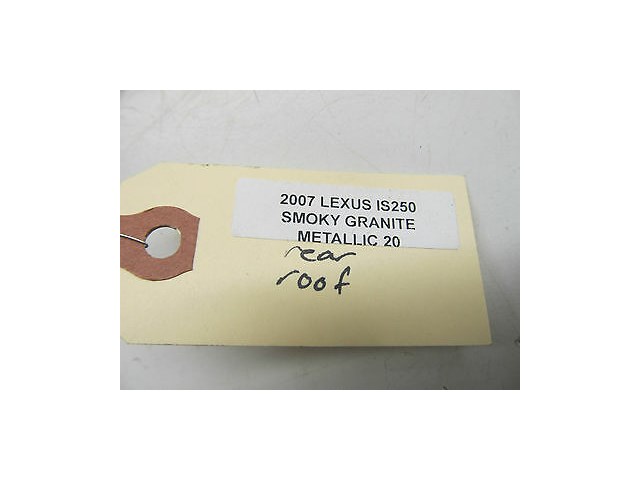 2007 LEXUS IS250
SMOKY GRANITE
METALLIC 20
rear
roof